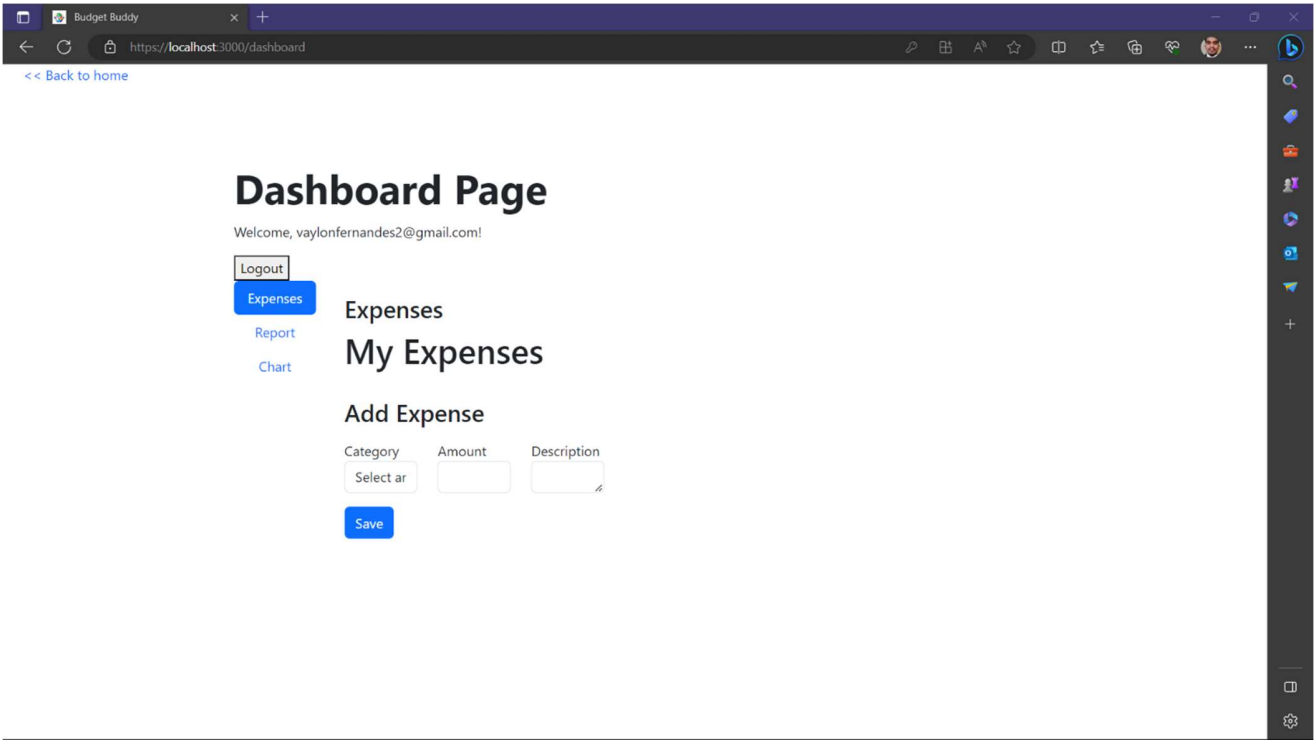 Budget Buddy
https://localhost:3000/dashboard
<< Back to home
Dashboard Page
Welcome, vaylonfernandes2@gmail.com!
Logout
Expenses
Report
Chart
Expenses
My Expenses
Add Expense
Category Amount Description
Select ar
Save